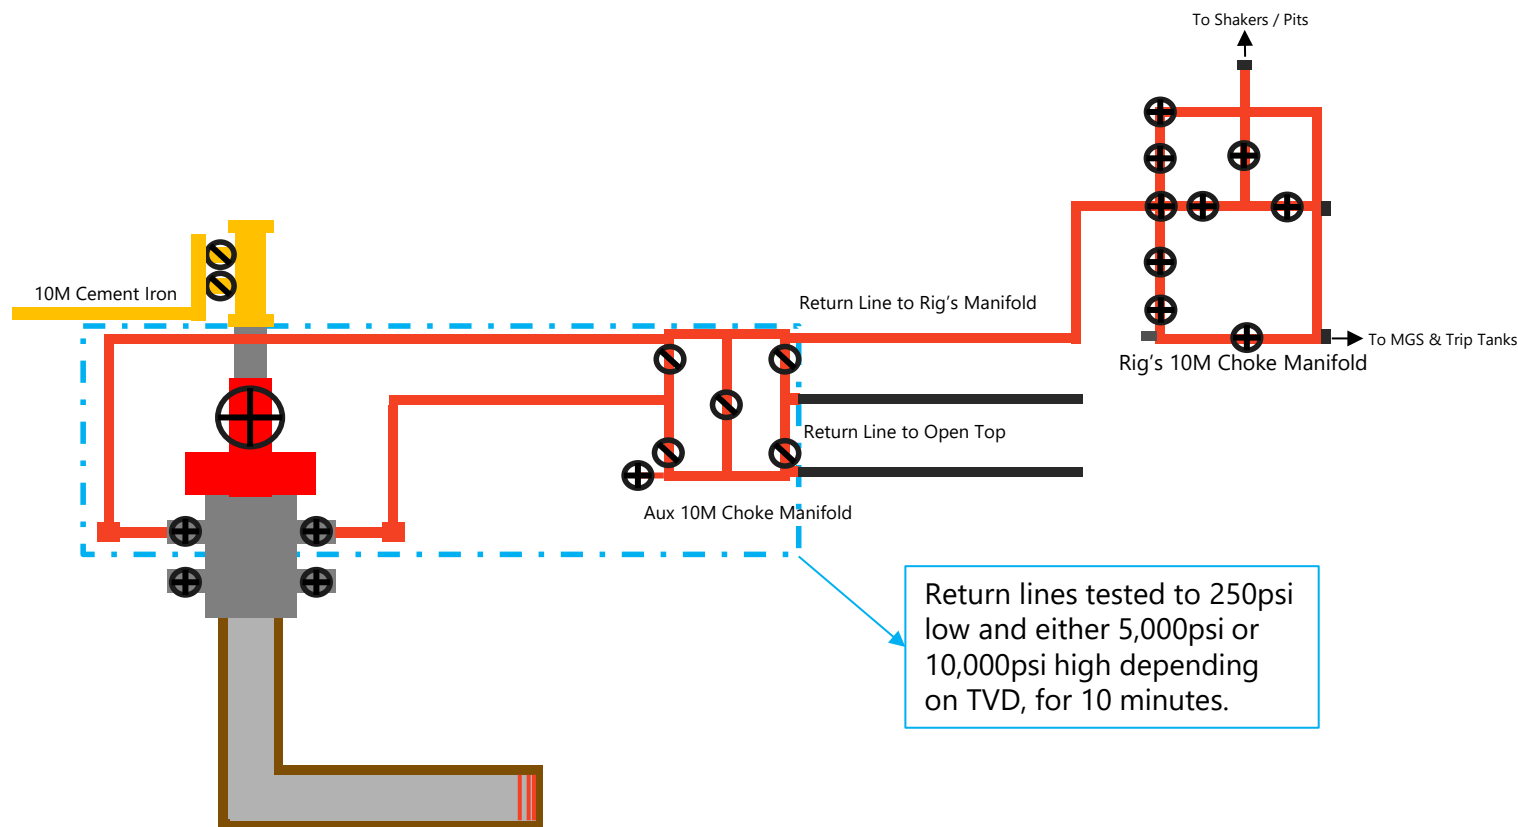 To Shakers / Pits
10M Cement Iron
Return Line to Rig's Manifold
To MGS & Trip Tanks
Rig's 10M Choke Manifold
Return Line to Open Top
Aux 10M Choke Manifold
Return lines tested to 250psi
low and either 5,000psi or
10,000psi high depending
on TVD, for 10 minutes.